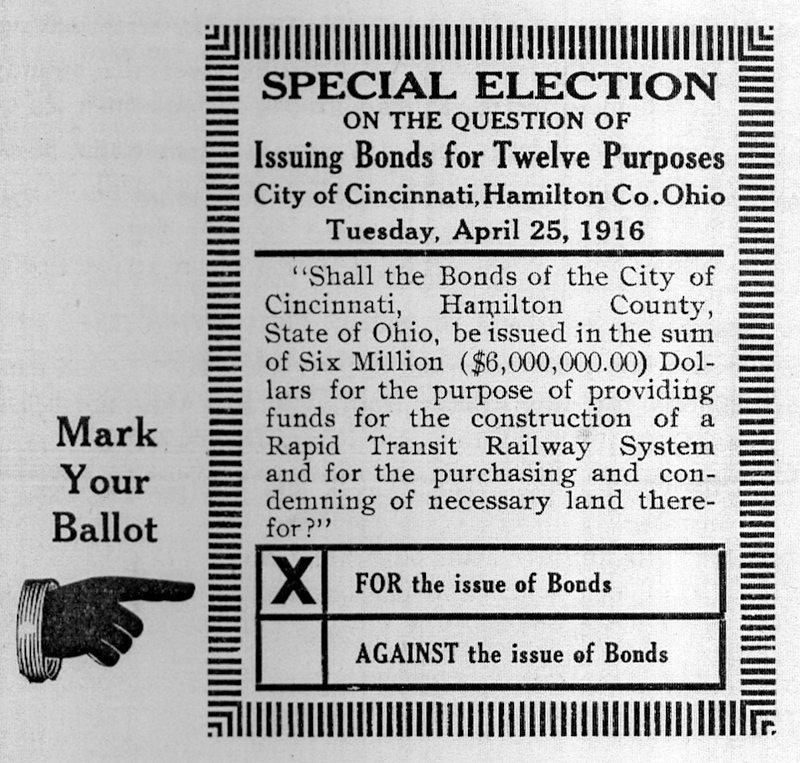 SPECIAL ELECTION
ON THE QUESTION OF
Issuing Bonds for Twelve Purposes
City of Cincinnati, Hamilton Co. Ohio
Tuesday, April 25, 1916
"Shall the Bonds of the City of
Cincinnati, Hamilton County,
State of Ohio, be issued in the sum
of Six Million ($6,000,000.00) Dol-
lars for the purpose of providing
funds for the construction of a
Rapid Transit Railway System
and for the purchasing and con-
demning of necessary land there-
for?"
Mark
Your
Ballot
X FOR the issue of Bonds
AGAINST the issue of Bonds